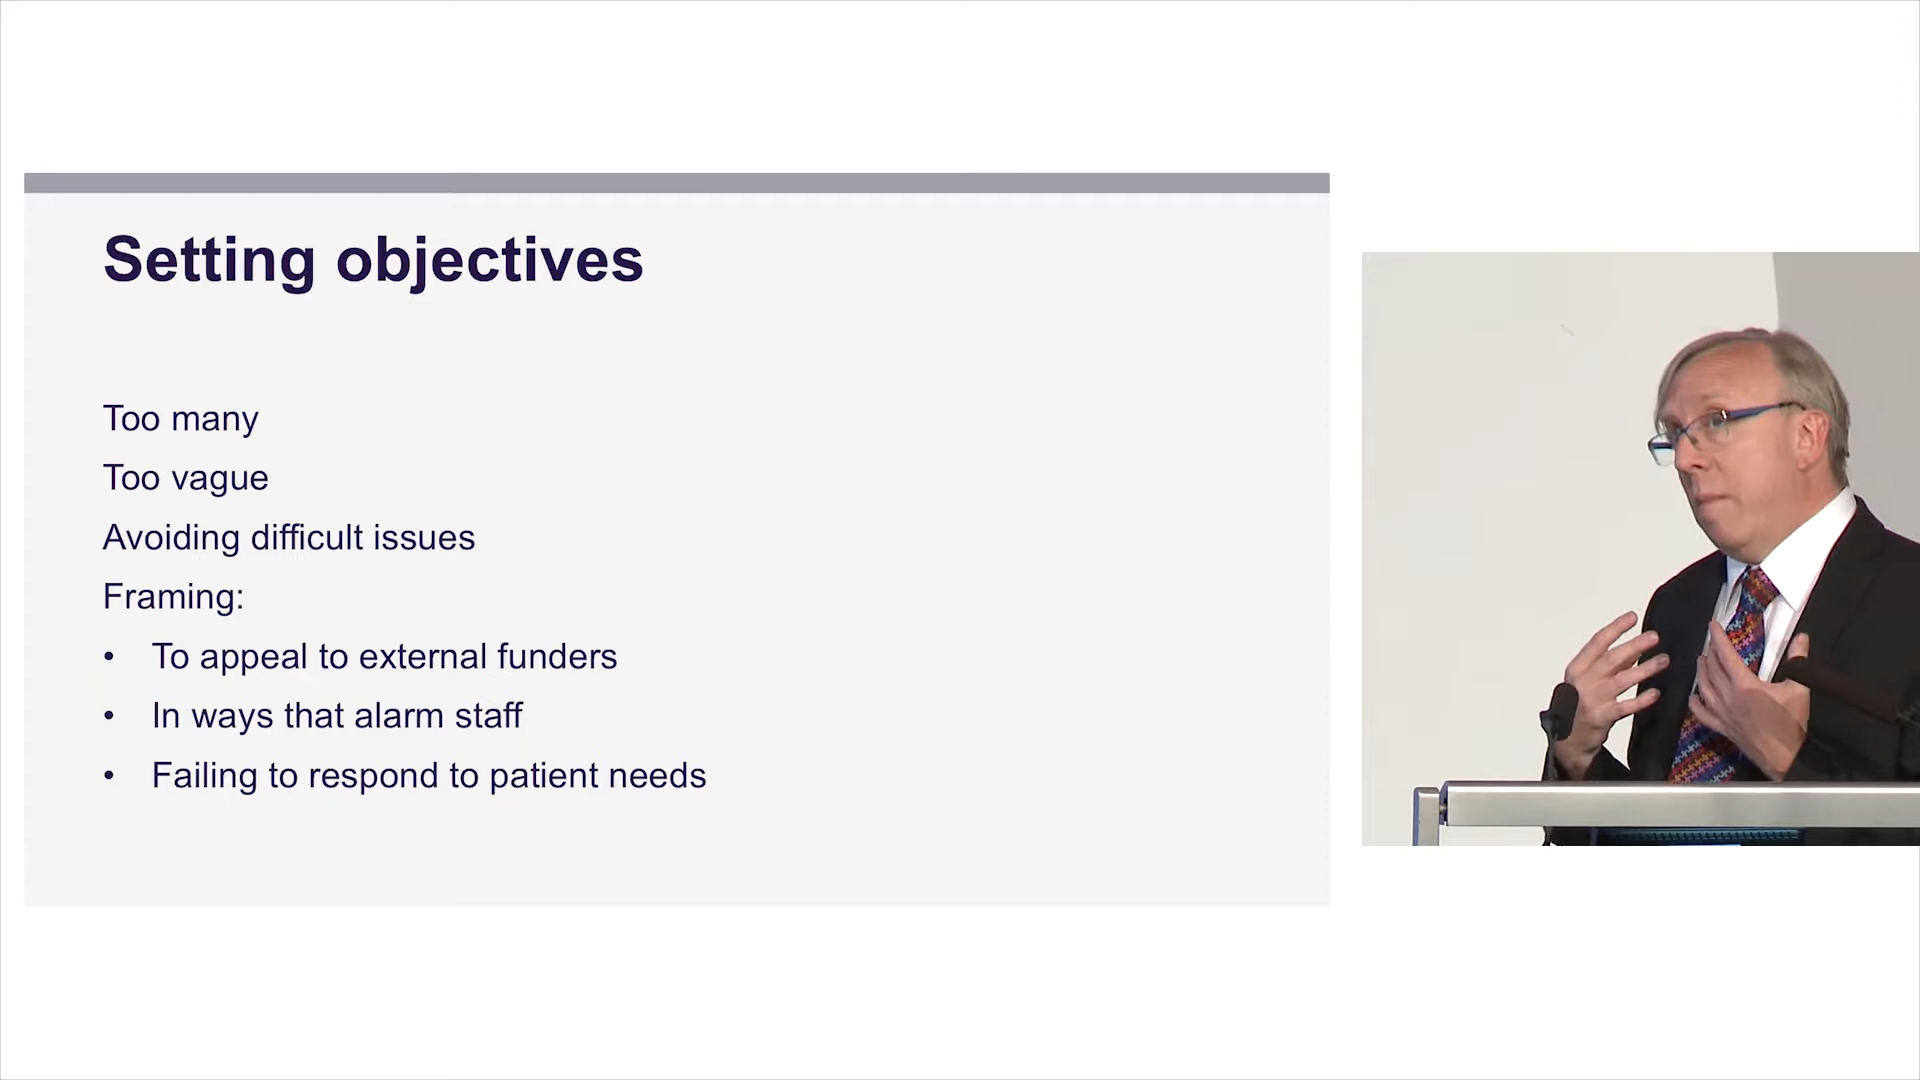 Setting objectives
Too many
Too vague
Avoiding difficult issues
Framing:
• To appeal to external funders
• In ways that alarm staff
• Failing to respond to patient needs